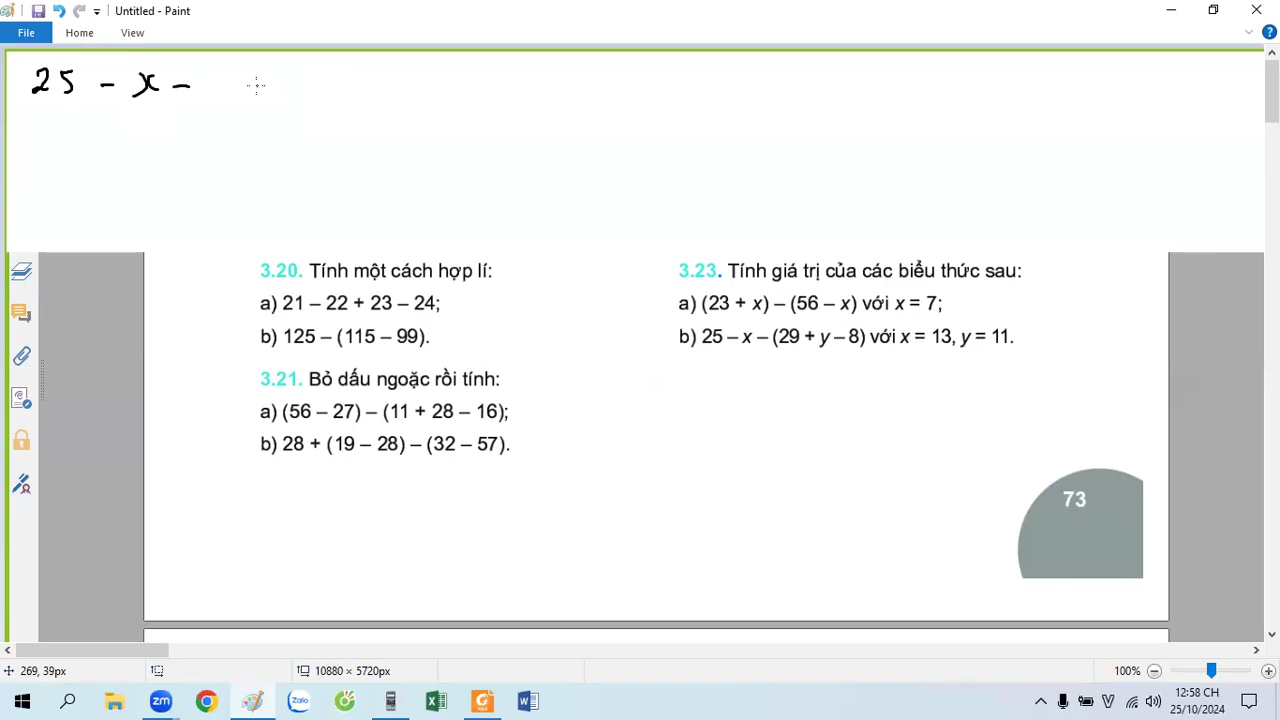 Untitled - Paint
File Home View
25 - x -
3.20. Tính một cách hợp lí:
a) 21 – 22 + 23 – 24;
b) 125 – (115 – 99).
3.21. Bỏ dấu ngoặc rồi tính:
a) (56 – 27) – (11 + 28 – 16);
b) 28 + (19 – 28) – (32 – 57).
3.23. Tính giá trị của các biểu thức sau:
a) (23 + x) – (56 – x) với x = 7;
b) 25 – x – (29 + y – 8) với x = 13, y = 11.
73
269, 39px 10880 × 5720px 100%
zm Zalo PDF
12:58 CH
25/10/2024